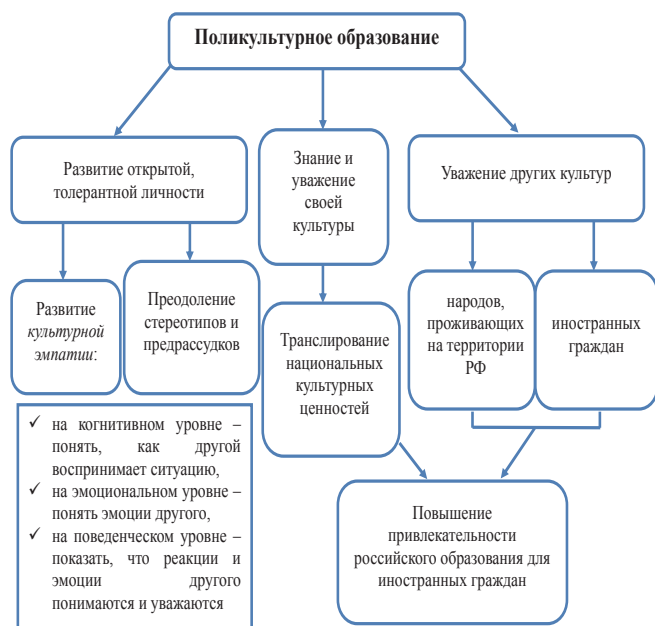 Поликультурное образование
Развитие открытой,
толерантной личности
Знание и
уважение
своей
культуры
Уважение других культур
Развитие
культурной
эмпатии:
Преодоление
стереотипов и
предрассудков
Транслирование
национальных
культурных
ценностей
народов,
проживающих
на территории
РФ
иностранных
граждан
✓ на когнитивном уровне –
понять, как другой
воспринимает ситуацию,
✓ на эмоциональном уровне –
понять эмоции другого,
✓ на поведенческом уровне –
показать, что реакции и
эмоции другого
понимаются и уважаются
Повышение
привлекательности
российского образования для
иностранных граждан